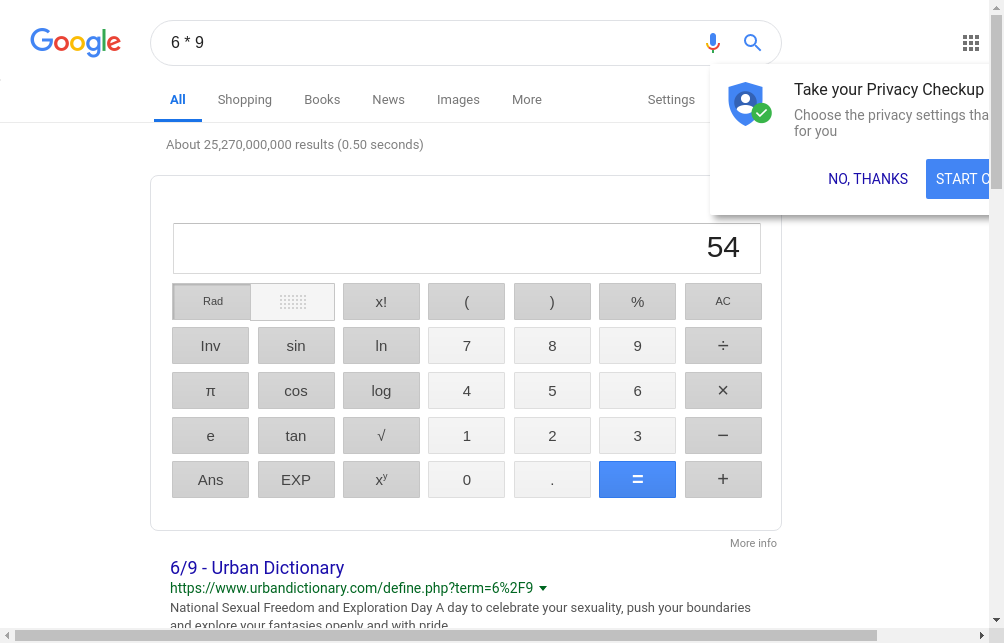 Google
6 * 9
All Shopping Books News Images More Settings
Take your Privacy Checkup
Choose the privacy settings tha
for you
NO, THANKS START C
About 25,270,000,000 results (0.50 seconds)
54
Rad x! ( ) % AC
Inv sin ln 7 8 9 ÷
π cos log 4 5 6 ×
e tan √ 1 2 3 −
Ans EXP xʸ 0 . = +
More info
6/9 - Urban Dictionary
https://www.urbandictionary.com/define.php?term=6%2F9
National Sexual Freedom and Exploration Day A day to celebrate your sexuality, push your boundaries
and explore your fantasies openly and with pride